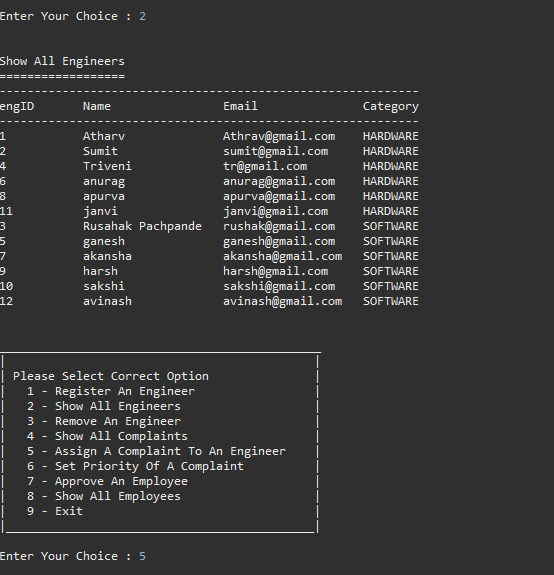 Enter Your Choice : 2
Show All Engineers
==================
------------------------------------------------------------
engID Name Email Category
------------------------------------------------------------
1 Atharv Athrav@gmail.com HARDWARE
2 Sumit sumit@gmail.com HARDWARE
4 Triveni tr@gmail.com HARDWARE
6 anurag anurag@gmail.com HARDWARE
8 apurva apurva@gmail.com HARDWARE
11 janvi janvi@gmail.com HARDWARE
3 Rusahak Pachpande rushak@gmail.com SOFTWARE
5 ganesh ganesh@gmail.com SOFTWARE
7 akansha akansha@gmail.com SOFTWARE
9 harsh harsh@gmail.com SOFTWARE
10 sakshi sakshi@gmail.com SOFTWARE
12 avinash avinash@gmail.com SOFTWARE
Please Select Correct Option
1 - Register An Engineer
2 - Show All Engineers
3 - Remove An Engineer
4 - Show All Complaints
5 - Assign A Complaint To An Engineer
6 - Set Priority Of A Complaint
7 - Approve An Employee
8 - Show All Employees
9 - Exit
Enter Your Choice : 5